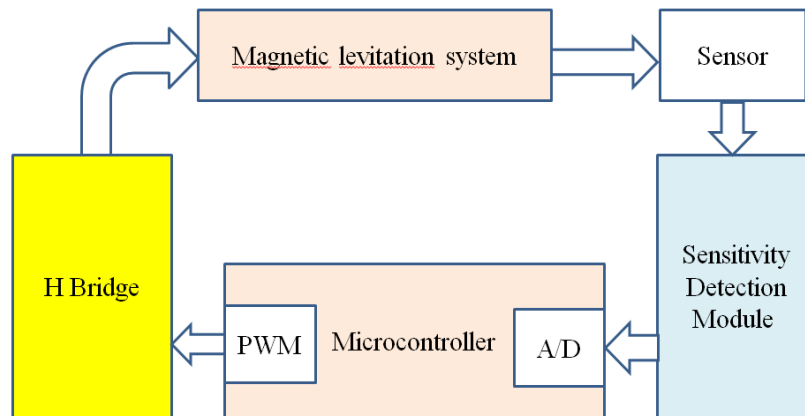 Magnetic levitation system
Sensor
H Bridge
PWM
Microcontroller
A/D
Sensitivity
Detection
Module